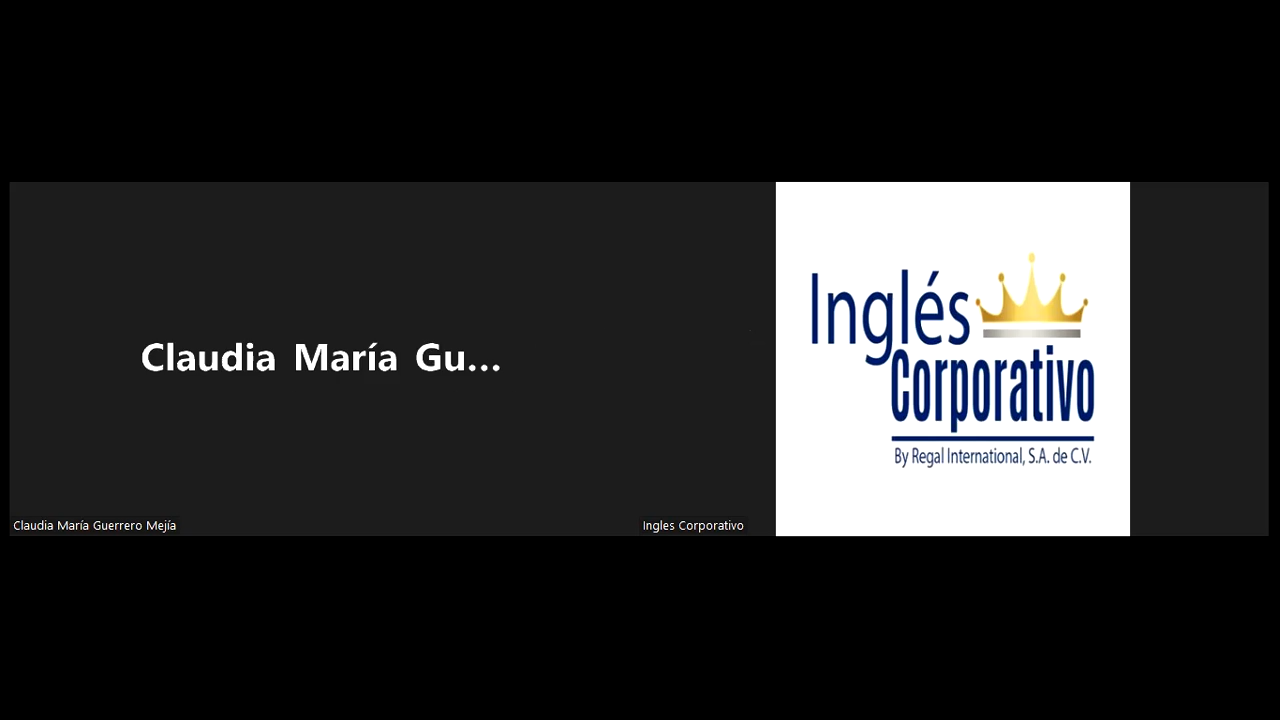 Claudia María Gu...
Claudia María Guerrero Mejía
Ingles Corporativo
Inglés
Corporativo
By Regal International, S.A. de C.V.